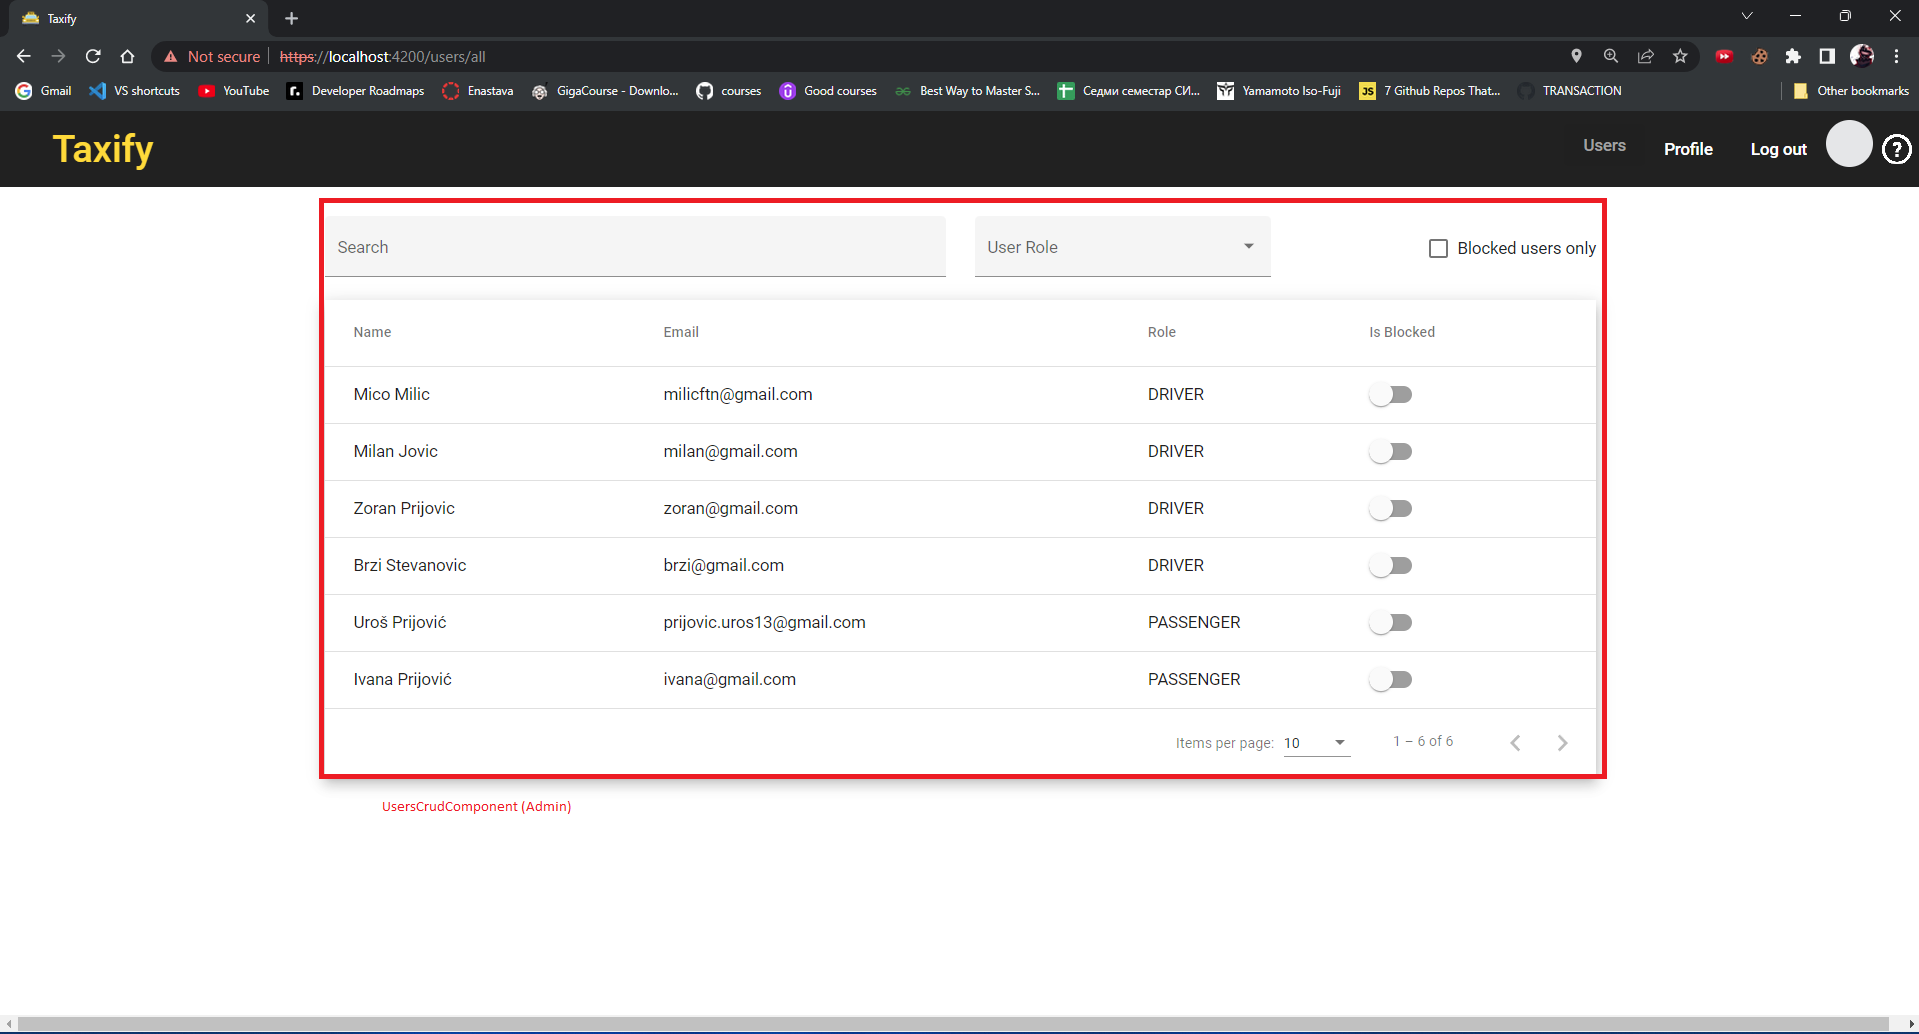 Taxify
Not secure https://localhost:4200/users/all
Gmail VS shortcuts YouTube Developer Roadmaps Enastava GigaCourse - Downlo... courses Good courses Best Way to Master S... Седми семестар СИ... Yamamoto Iso-Fuji 7 Github Repos That... TRANSACTION Other bookmarks
Taxify Users Profile Log out ?
Search User Role Blocked users only
Name Email Role Is Blocked
Mico Milic milicftn@gmail.com DRIVER
Milan Jovic milan@gmail.com DRIVER
Zoran Prijovic zoran@gmail.com DRIVER
Brzi Stevanovic brzi@gmail.com DRIVER
Uroš Prijović prijovic.uros13@gmail.com PASSENGER
Ivana Prijović ivana@gmail.com PASSENGER
Items per page: 10 1 – 6 of 6
UsersCrudComponent (Admin)